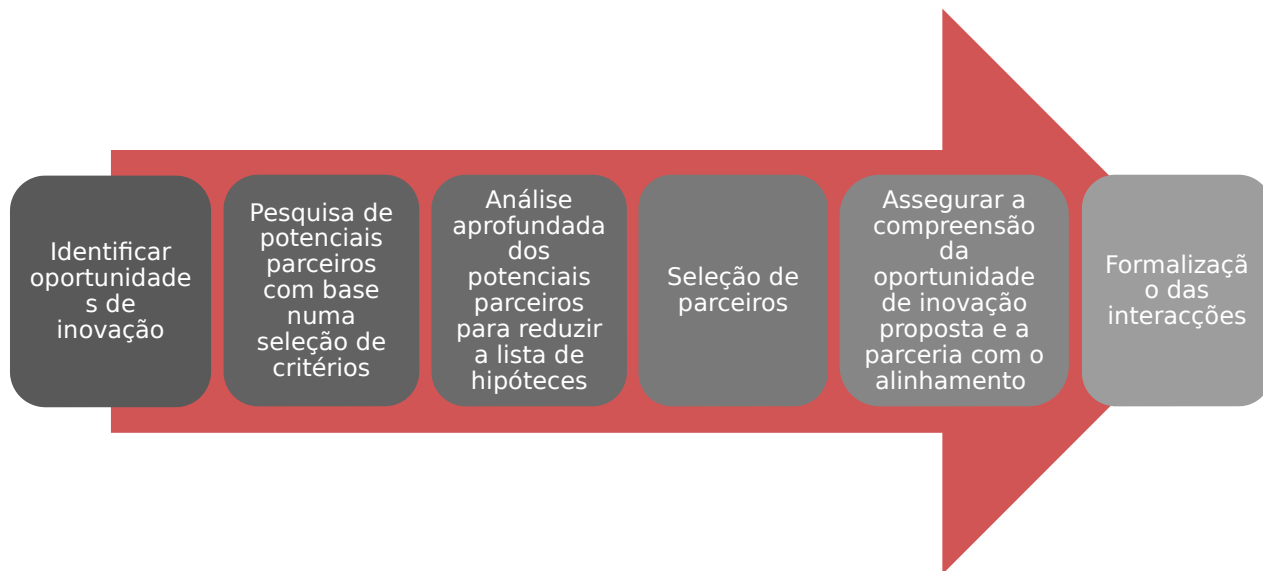 Identificar
oportunidade
s de
inovação
Pesquisa de
potenciais
parceiros
com base
numa
seleção de
critérios
Análise
aprofundada
dos
potenciais
parceiros
para reduzir
a lista de
hipóteces
Seleção de
parceiros
Assegurar a
compreensão
da
oportunidade
de inovação
proposta e a
parceria com o
alinhamento
Formalizaçã
o das
interacções